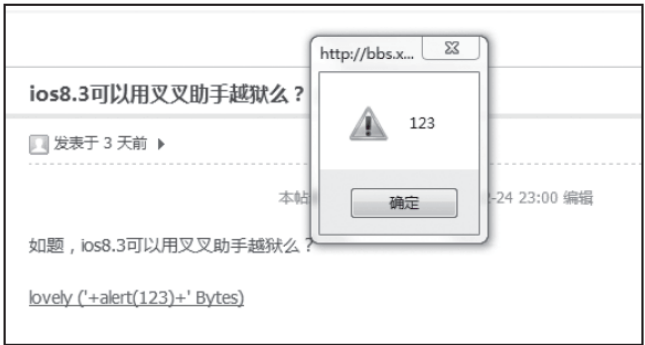 http://bbs.x...
ios8.3可以用叉叉助手越狱么？
123
发表于 3 天前
确定
本帖
-24 23:00 编辑
如题，ios8.3可以用叉叉助手越狱么？
lovely ('+alert(123)+' Bytes)